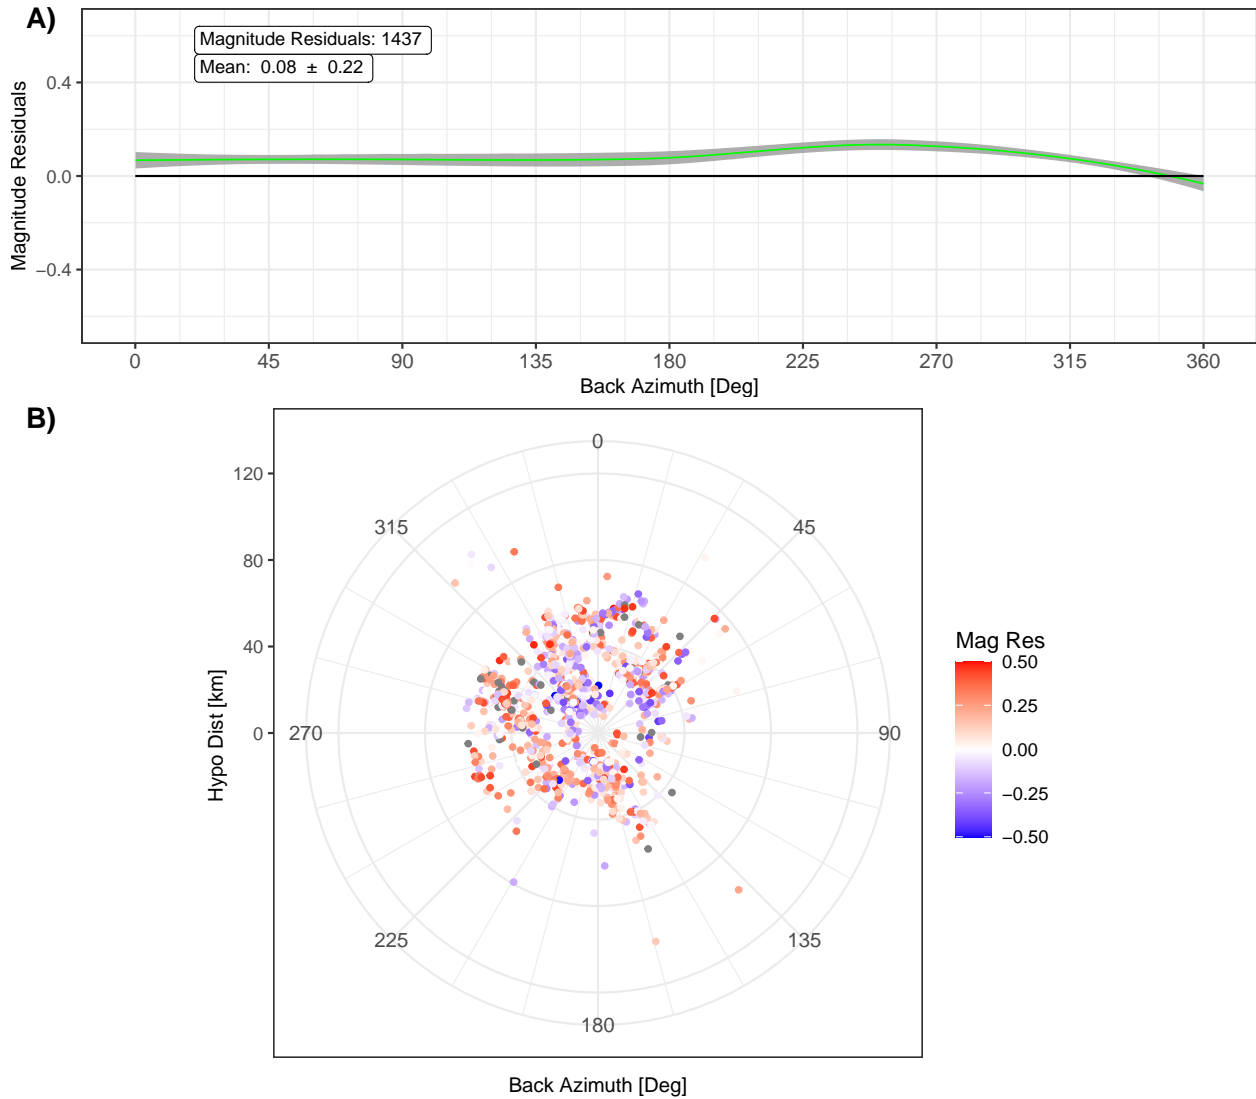 A)
Magnitude Residuals: 1437
Mean: 0.08 ± 0.22
Magnitude Residuals
0.4
0.0
−0.4
0 45 90 135 180 225 270 315 360
Back Azimuth [Deg]
B)
Hypo Dist [km]
120
80
40
0
0
45
90
135
180
225
270
315
Back Azimuth [Deg]
Mag Res
0.50
0.25
0.00
−0.25
−0.50